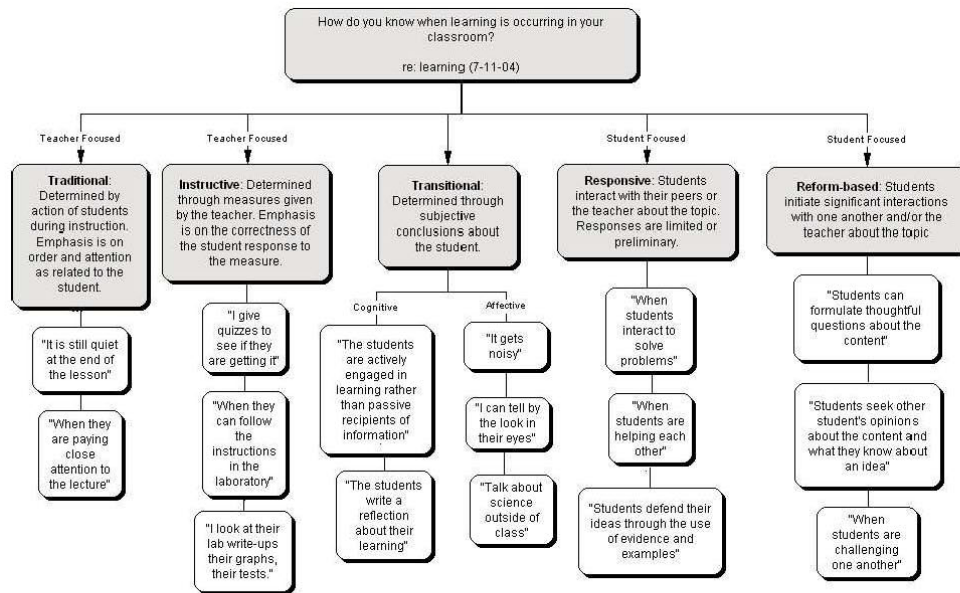 How do you know when learning is occurring in your
classroom?
re: learning (7-11-04)
Teacher Focused
Traditional:
Determined by
action of students
during instruction.
Emphasis is on
order and attention
as related to the
student.
"It is still quiet
at the end of
the lesson"
"When they
are paying
close
attention to
the lecture"
Teacher Focused
Instructive: Determined
through measures given
by the teacher. Emphasis
is on the correctness of
the student response to
the measure.
"I give
quizzes to
see if they
are getting it"
"When they
can follow
the
instructions
in the
laboratory"
"I look at their
lab write-ups
their graphs,
their tests."
Transitional:
Determined through
subjective
conclusions about
the student.
Cognitive
"The students
are actively
engaged in
learning rather
than passive
recipients of
information"
"The students
write a
reflection
about their
learning"
Affective
"It gets
noisy"
"I can tell by
the look in
their eyes"
"Talk about
science
outside of
class"
Student Focused
Responsive: Students
interact with their peers or
the teacher about the topic.
Responses are limited or
preliminary.
"When
students
interact to
solve
problems"
"When
students are
helping each
other"
"Students defend their
ideas through the use
of evidence and
examples"
Student Focused
Reform-based: Students
initiate significant interactions
with one another and/or the
teacher about the topic
"Students can
formulate thoughtful
questions about the
content"
"Students seek other
student's opinions
about the content and
what they know about
an idea"
"When
students are
challenging
one another"